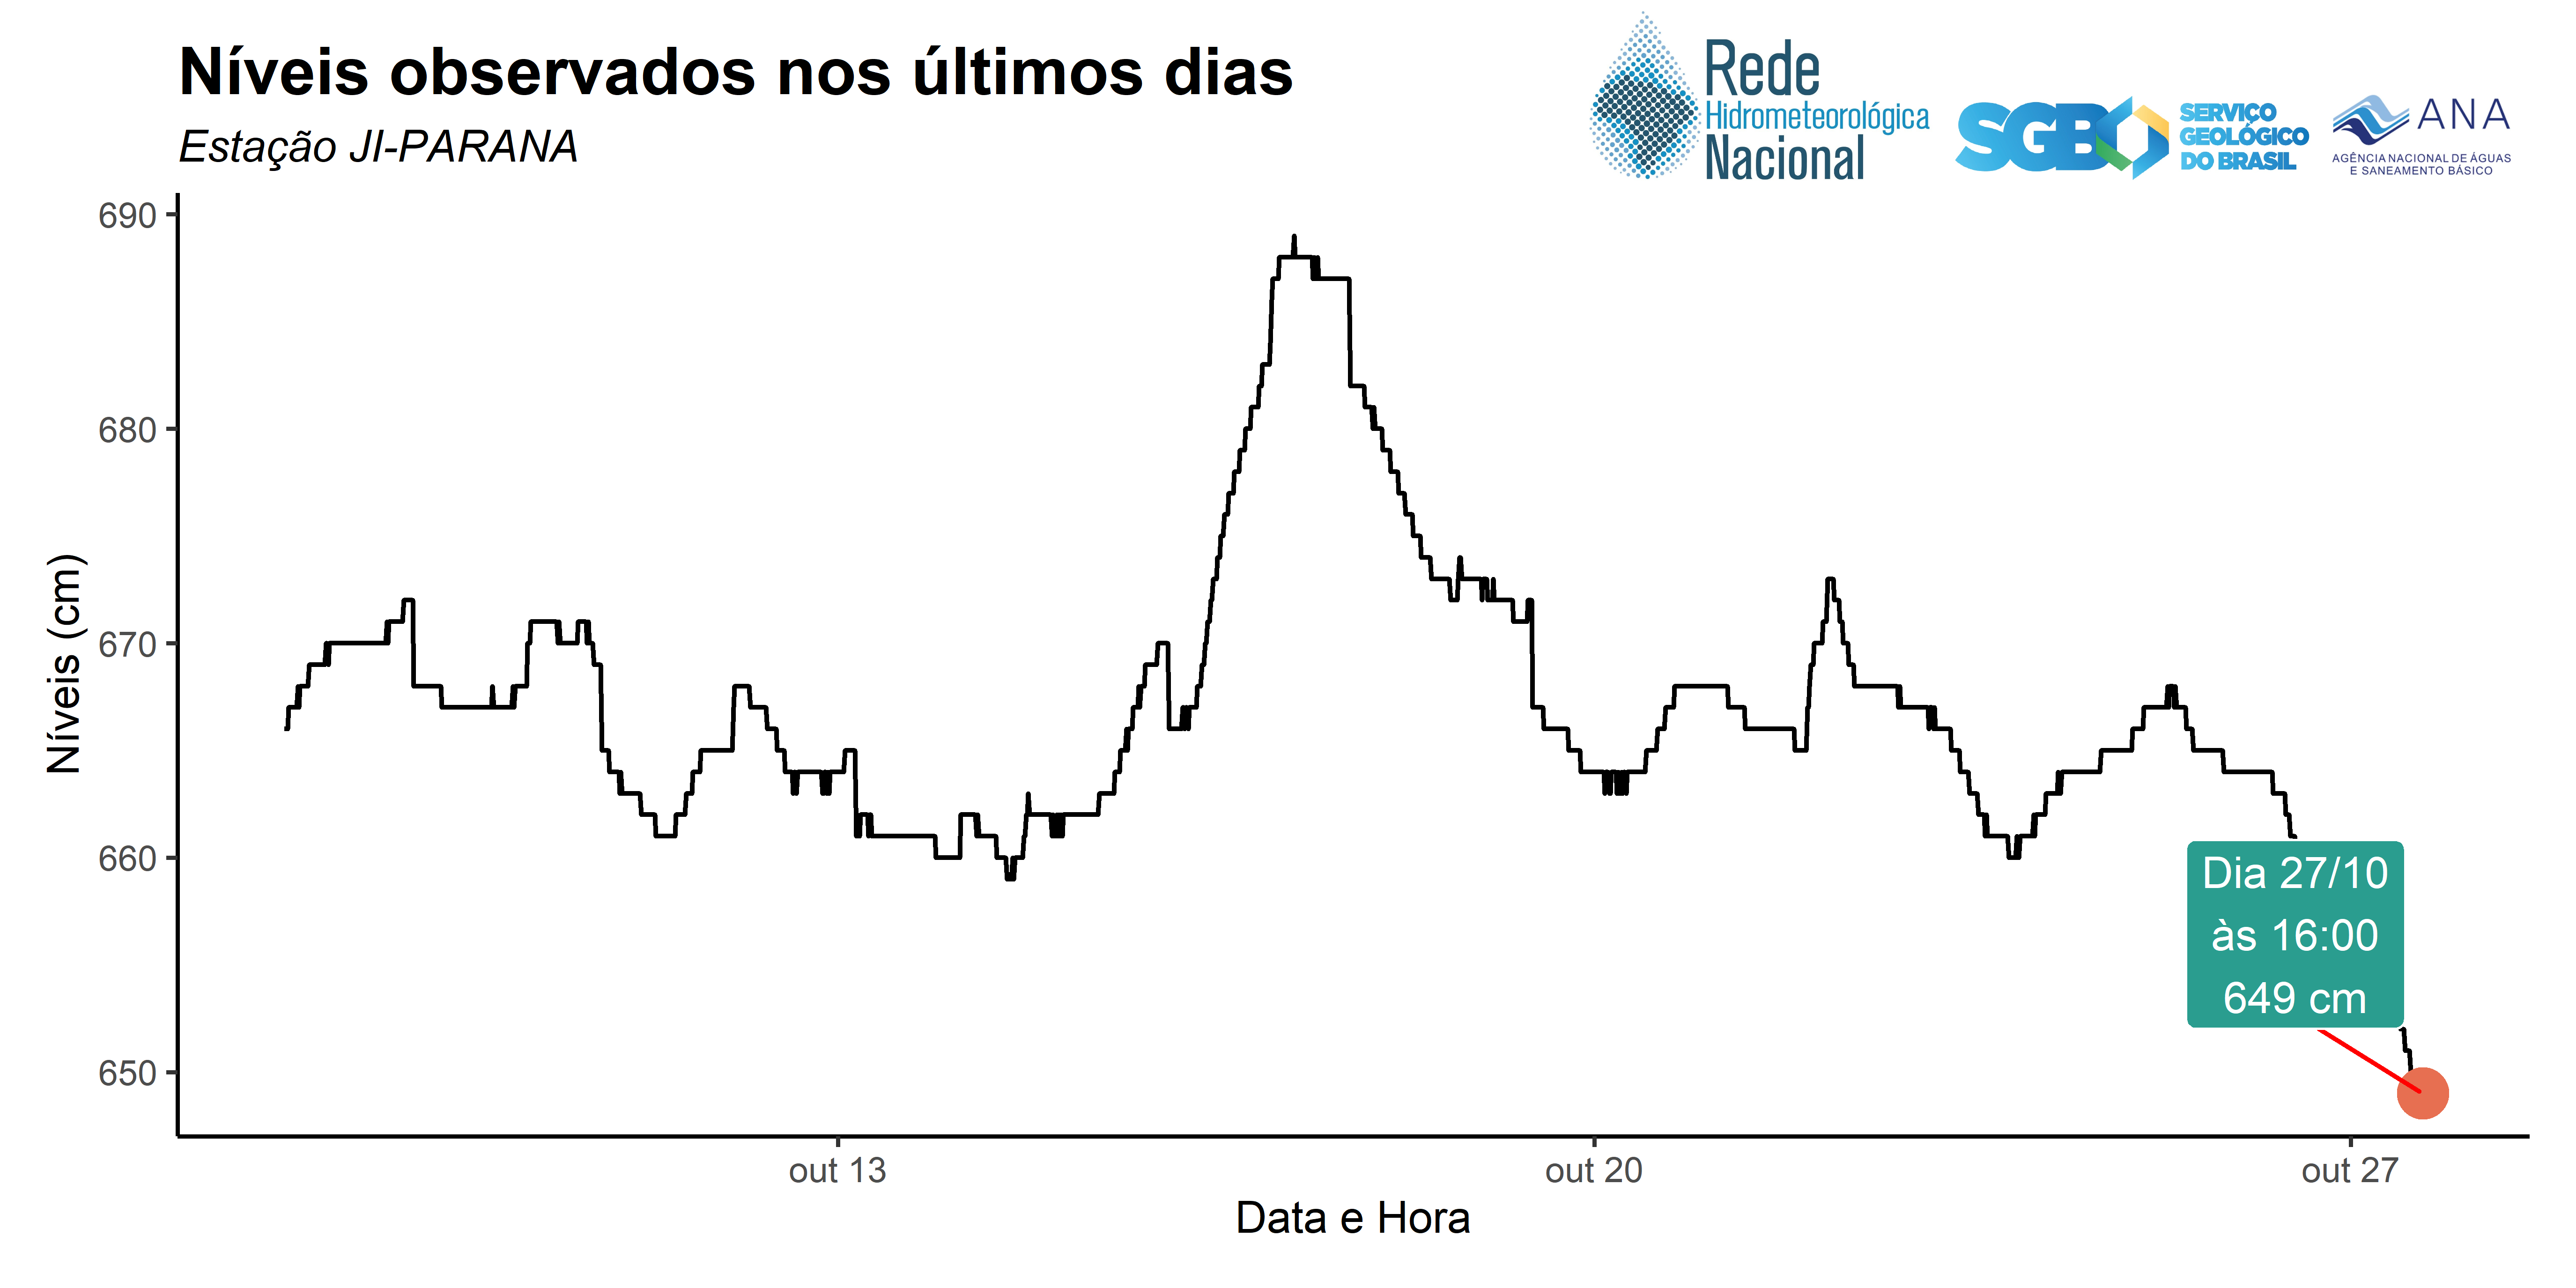 Níveis observados nos últimos dias
Estação JI-PARANA
Rede
Hidrometeorológica
Nacional
SGB
SERVIÇO
GEOLÓGICO
DO BRASIL
ANA
AGÊNCIA NACIONAL DE ÁGUAS
E SANEAMENTO BÁSICO
690
680
670
660
650
Níveis (cm)
Dia 27/10
às 16:00
649 cm
out 13
out 20
out 27
Data e Hora